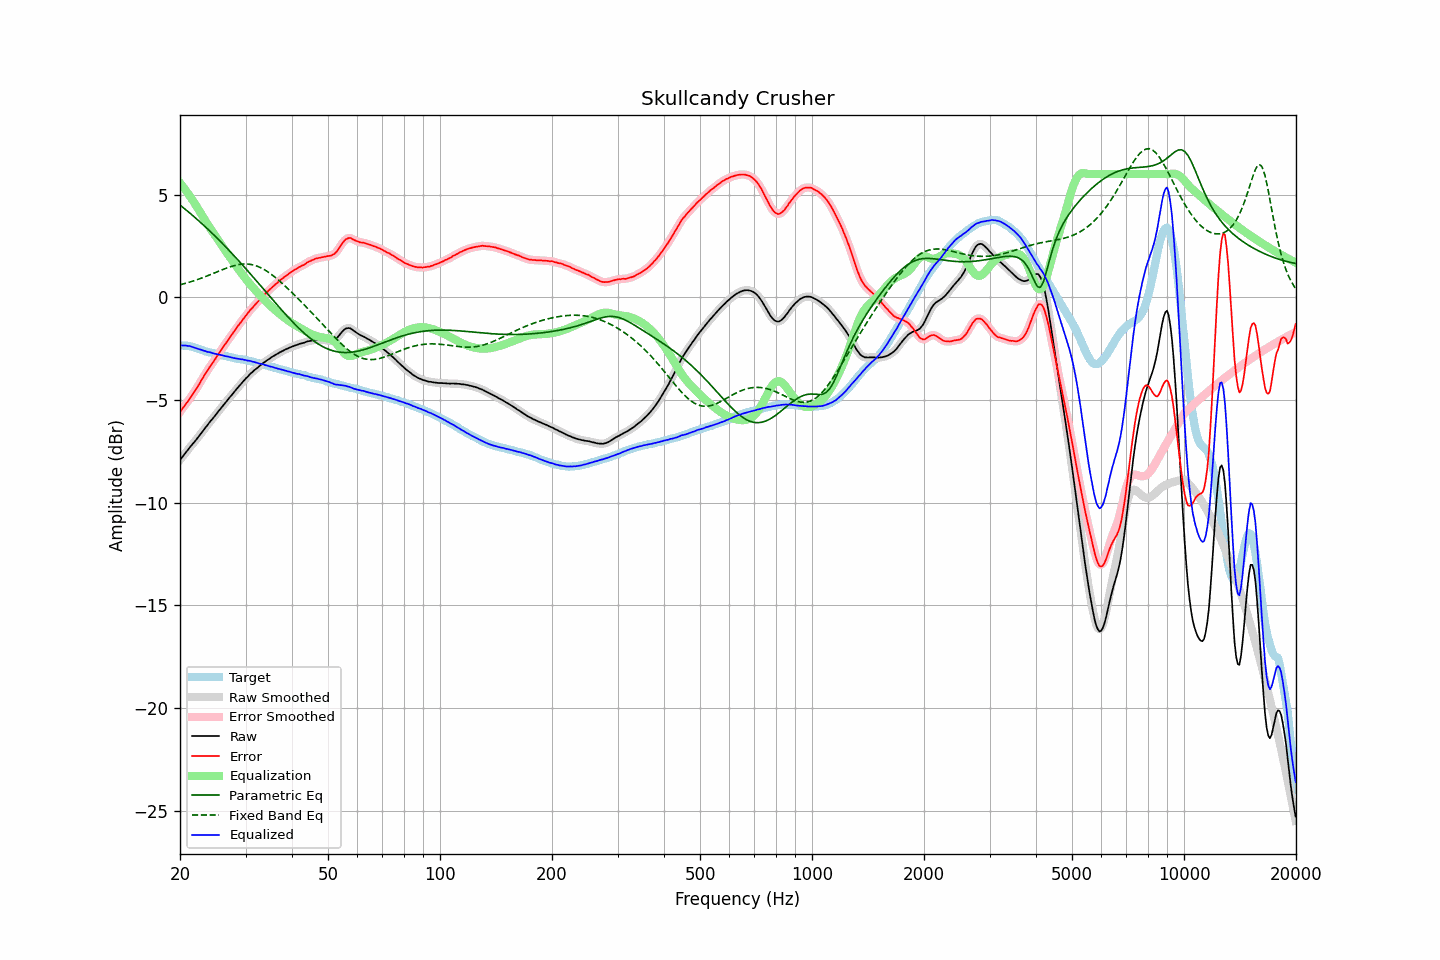 Skullcandy Crusher
Amplitude (dBr)
5
0
−5
−10
−15
−20
−25
Target
Raw Smoothed
Error Smoothed
Raw
Error
Equalization
Parametric Eq
Fixed Band Eq
Equalized
20 50 100 200 500 1000 2000 5000 10000 20000
Frequency (Hz)